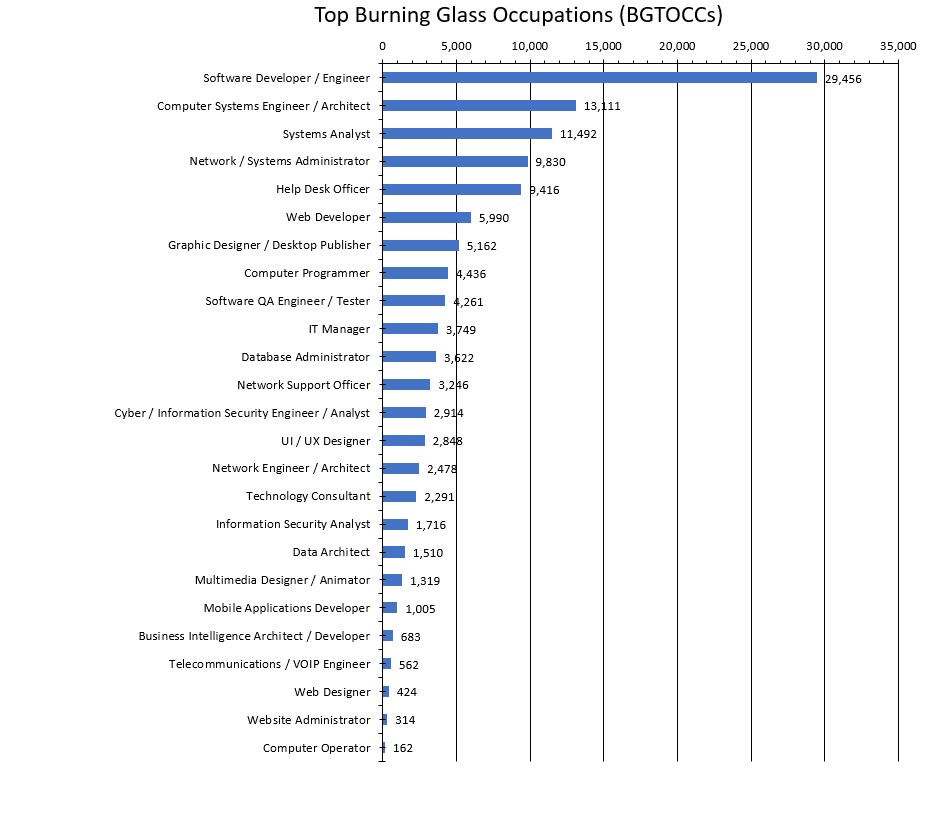 Top Burning Glass Occupations (BGTOCCs)
0 5,000 10,000 15,000 20,000 25,000 30,000 35,000
Software Developer / Engineer 29,456
Computer Systems Engineer / Architect 13,111
Systems Analyst 11,492
Network / Systems Administrator 9,830
Help Desk Officer 9,416
Web Developer 5,990
Graphic Designer / Desktop Publisher 5,162
Computer Programmer 4,436
Software QA Engineer / Tester 4,261
IT Manager 3,749
Database Administrator 3,622
Network Support Officer 3,246
Cyber / Information Security Engineer / Analyst 2,914
UI / UX Designer 2,848
Network Engineer / Architect 2,478
Technology Consultant 2,291
Information Security Analyst 1,716
Data Architect 1,510
Multimedia Designer / Animator 1,319
Mobile Applications Developer 1,005
Business Intelligence Architect / Developer 683
Telecommunications / VOIP Engineer 562
Web Designer 424
Website Administrator 314
Computer Operator 162